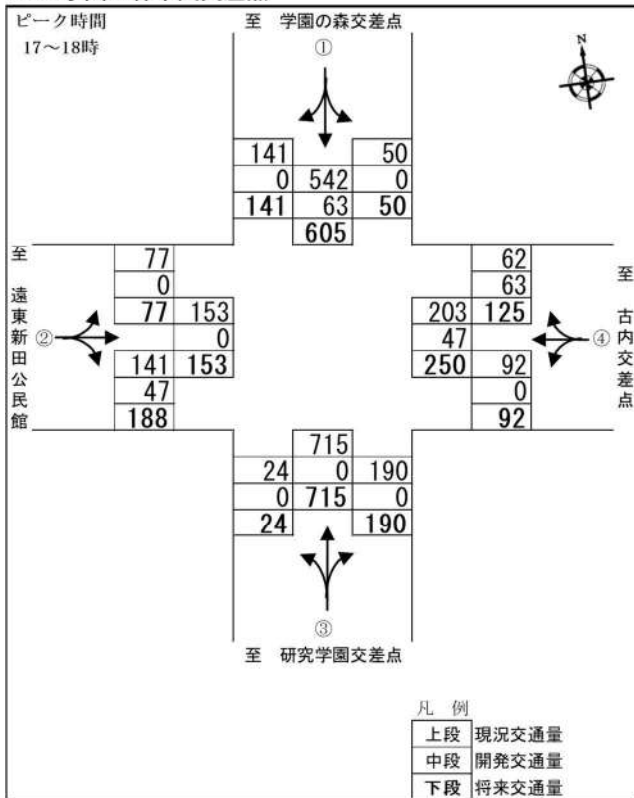 ピーク時間
17～18時
至 学園の森交差点
①
N
141 50
0 542 0
141 63 50
605
至 遠東新田公民館
②
77
0
77 153
0
141 153
47
188
62
63
203 125
47
250 92
0
92
④
至 古内交差点
715
24 0 190
0 715 0
24 190
③
至 研究学園交差点
凡 例
上段 現況交通量
中段 開発交通量
下段 将来交通量